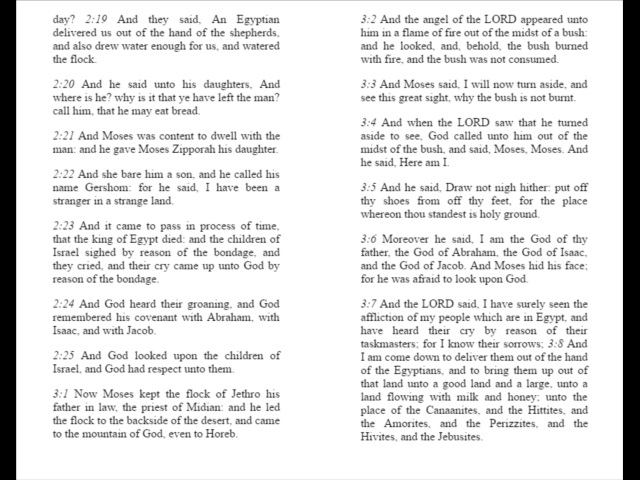 day? 2:19 And they said, An Egyptian
delivered us out of the hand of the shepherds,
and also drew water enough for us, and watered
the flock.
2:20 And he said unto his daughters, And
where is he? why is it that ye have left the man?
call him, that he may eat bread.
2:21 And Moses was content to dwell with the
man: and he gave Moses Zipporah his daughter.
2:22 And she bare him a son, and he called his
name Gershom: for he said, I have been a
stranger in a strange land.
2:23 And it came to pass in process of time,
that the king of Egypt died: and the children of
Israel sighed by reason of the bondage, and
they cried, and their cry came up unto God by
reason of the bondage.
2:24 And God heard their groaning, and God
remembered his covenant with Abraham, with
Isaac, and with Jacob.
2:25 And God looked upon the children of
Israel, and God had respect unto them.
3:1 Now Moses kept the flock of Jethro his
father in law, the priest of Midian: and he led
the flock to the backside of the desert, and came
to the mountain of God, even to Horeb.
3:2 And the angel of the LORD appeared unto
him in a flame of fire out of the midst of a bush:
and he looked, and, behold, the bush burned
with fire, and the bush was not consumed.
3:3 And Moses said, I will now turn aside, and
see this great sight, why the bush is not burnt.
3:4 And when the LORD saw that he turned
aside to see, God called unto him out of the
midst of the bush, and said, Moses, Moses. And
he said, Here am I.
3:5 And he said, Draw not nigh hither: put off
thy shoes from off thy feet, for the place
whereon thou standest is holy ground.
3:6 Moreover he said, I am the God of thy
father, the God of Abraham, the God of Isaac,
and the God of Jacob. And Moses hid his face;
for he was afraid to look upon God.
3:7 And the LORD said, I have surely seen the
affliction of my people which are in Egypt, and
have heard their cry by reason of their
taskmasters; for I know their sorrows; 3:8 And
I am come down to deliver them out of the hand
of the Egyptians, and to bring them up out of
that land unto a good land and a large, unto a
land flowing with milk and honey; unto the
place of the Canaanites, and the Hittites, and
the Amorites, and the Perizzites, and the
Hivites, and the Jebusites.